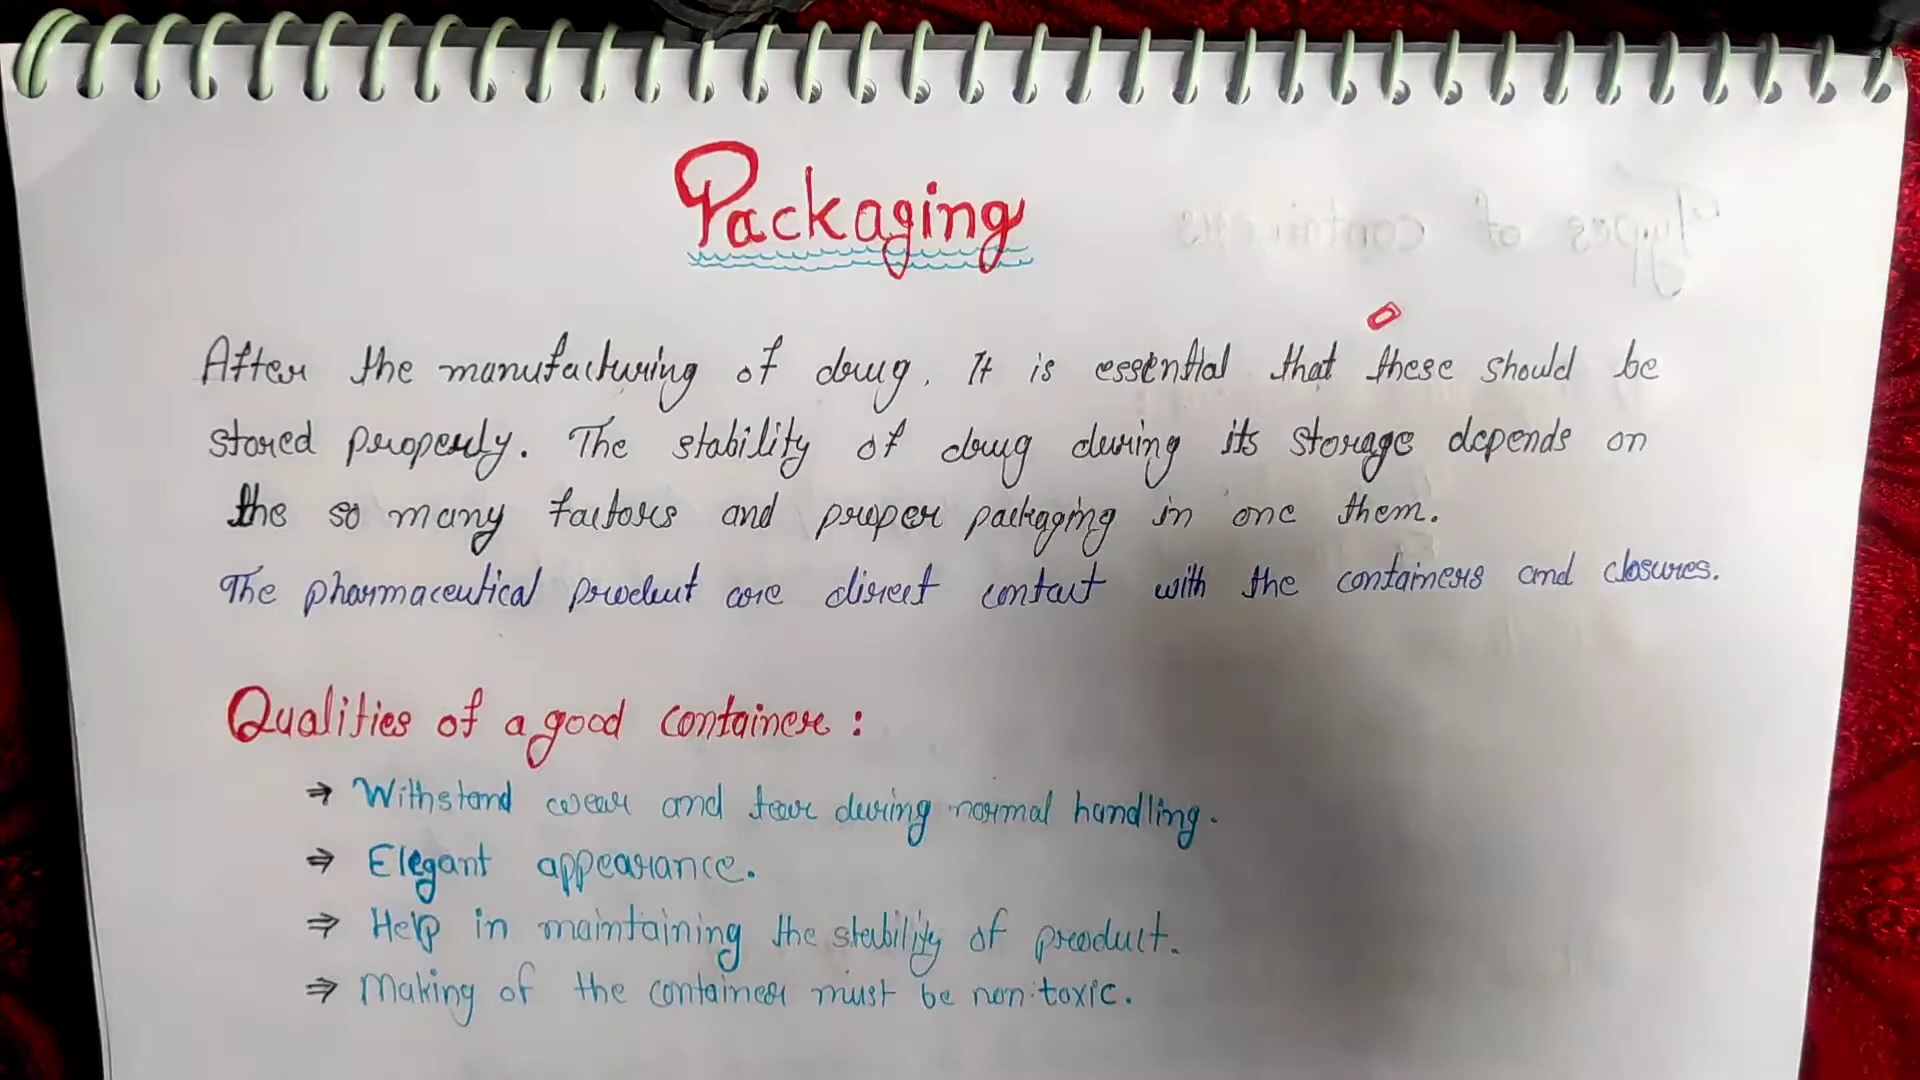 Packaging
Types of containers
After the manufacturing of drug. It is essential that these should be
stored properly. The stability of drug during its storage depends on
the so many factors and proper packaging in one them.
The pharmaceutical product are direct contact with the containers and closures.
Qualities of a good container :
⇒ Withstand wear and tear during normal handling.
⇒ Elegant appearance.
⇒ Help in maintaining the stability of product.
⇒ Making of the container must be non-toxic.